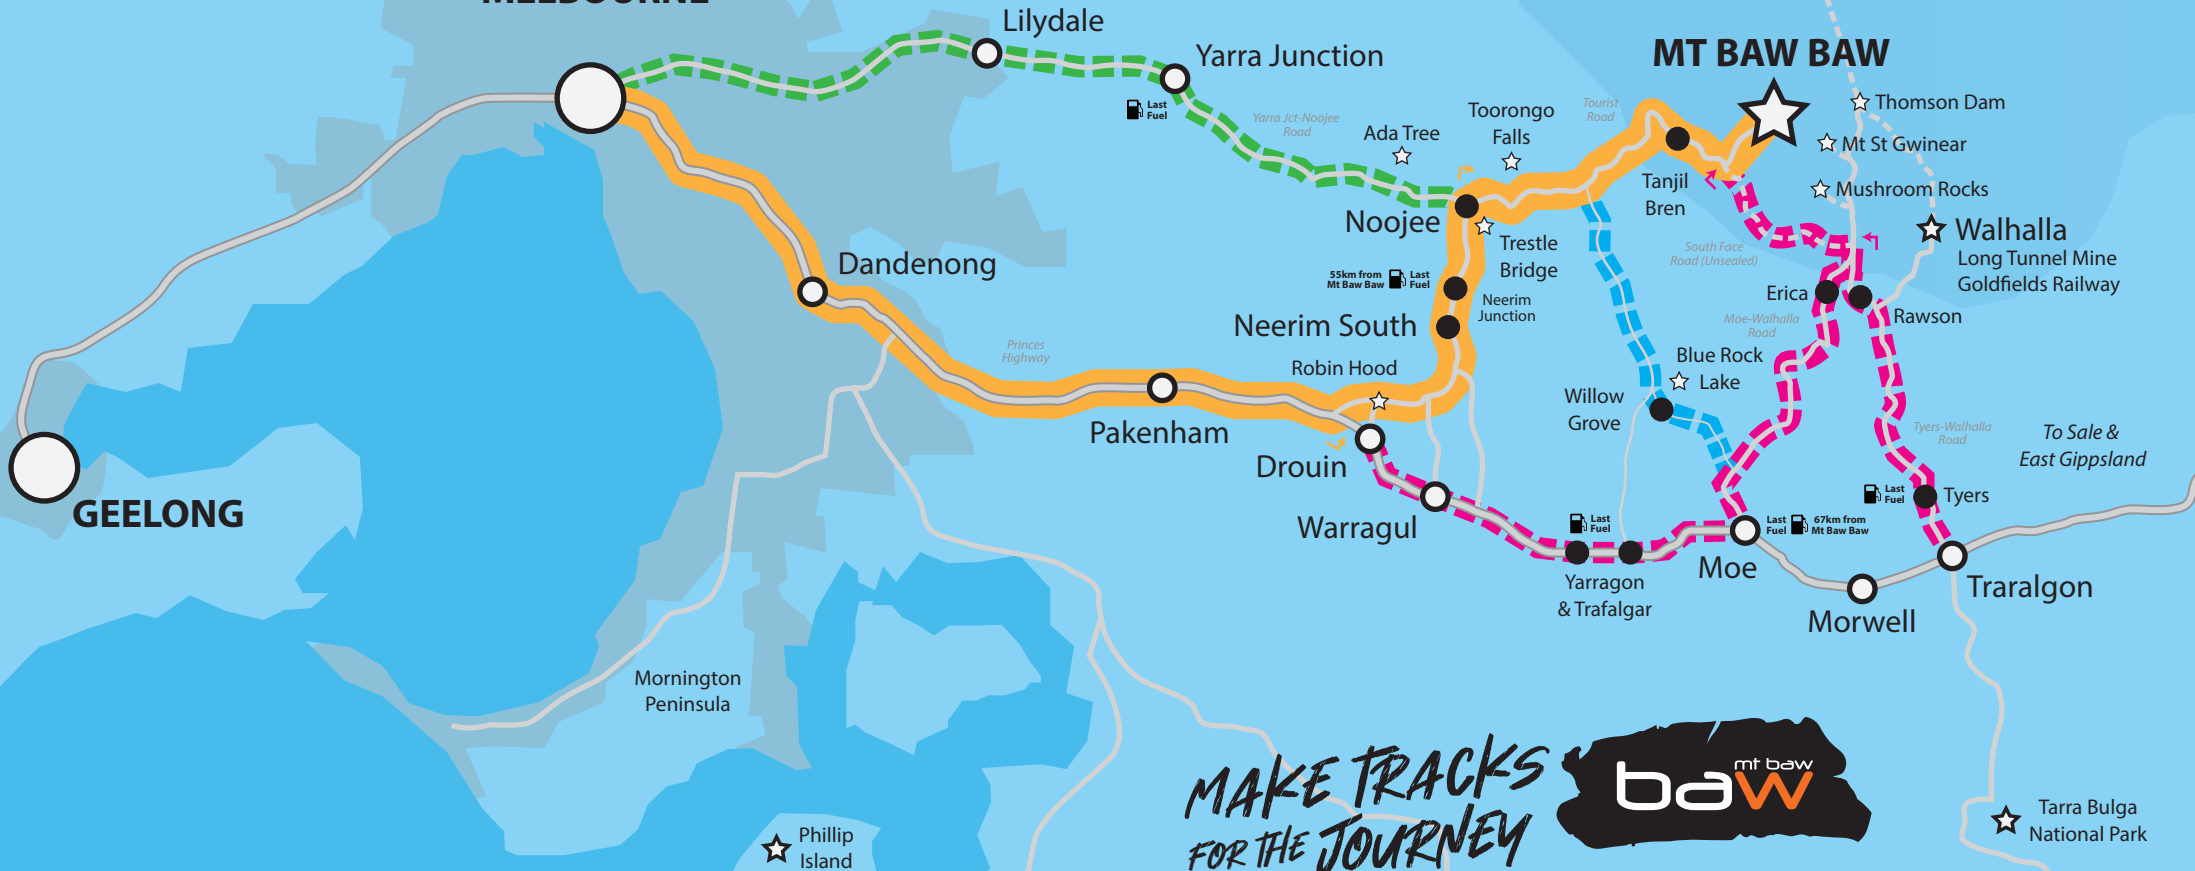 MELBOURNE
Lilydale
Yarra Junction
Last
Fuel
Yarra Jct-Noojee
Road
Ada Tree
Toorongo
Falls
Tourist
Road
MT BAW BAW
Thomson Dam
Mt St Gwinear
Mushroom Rocks
Tanjil
Bren
Walhalla
Long Tunnel Mine
Goldfields Railway
South Face
Road (Unsealed)
Noojee
Trestle
Bridge
Dandenong
55km from
Mt Baw Baw
Last
Fuel
Neerim
Junction
Neerim South
Erica
Rawson
Moe-Walhalla
Road
Princes
Highway
Robin Hood
Blue Rock
Lake
Willow
Grove
Pakenham
Drouin
Tyers-Walhalla
Road
To Sale &
East Gippsland
GEELONG
Warragul
Last
Fuel
Last
Fuel
67km from
Mt Baw Baw
Last
Fuel
Tyers
Yarragon
& Trafalgar
Moe
Morwell
Traralgon
Mornington
Peninsula
Phillip
Island
MAKE TRACKS
FOR THE JOURNEY
mt baw
baw
Tarra Bulga
National Park